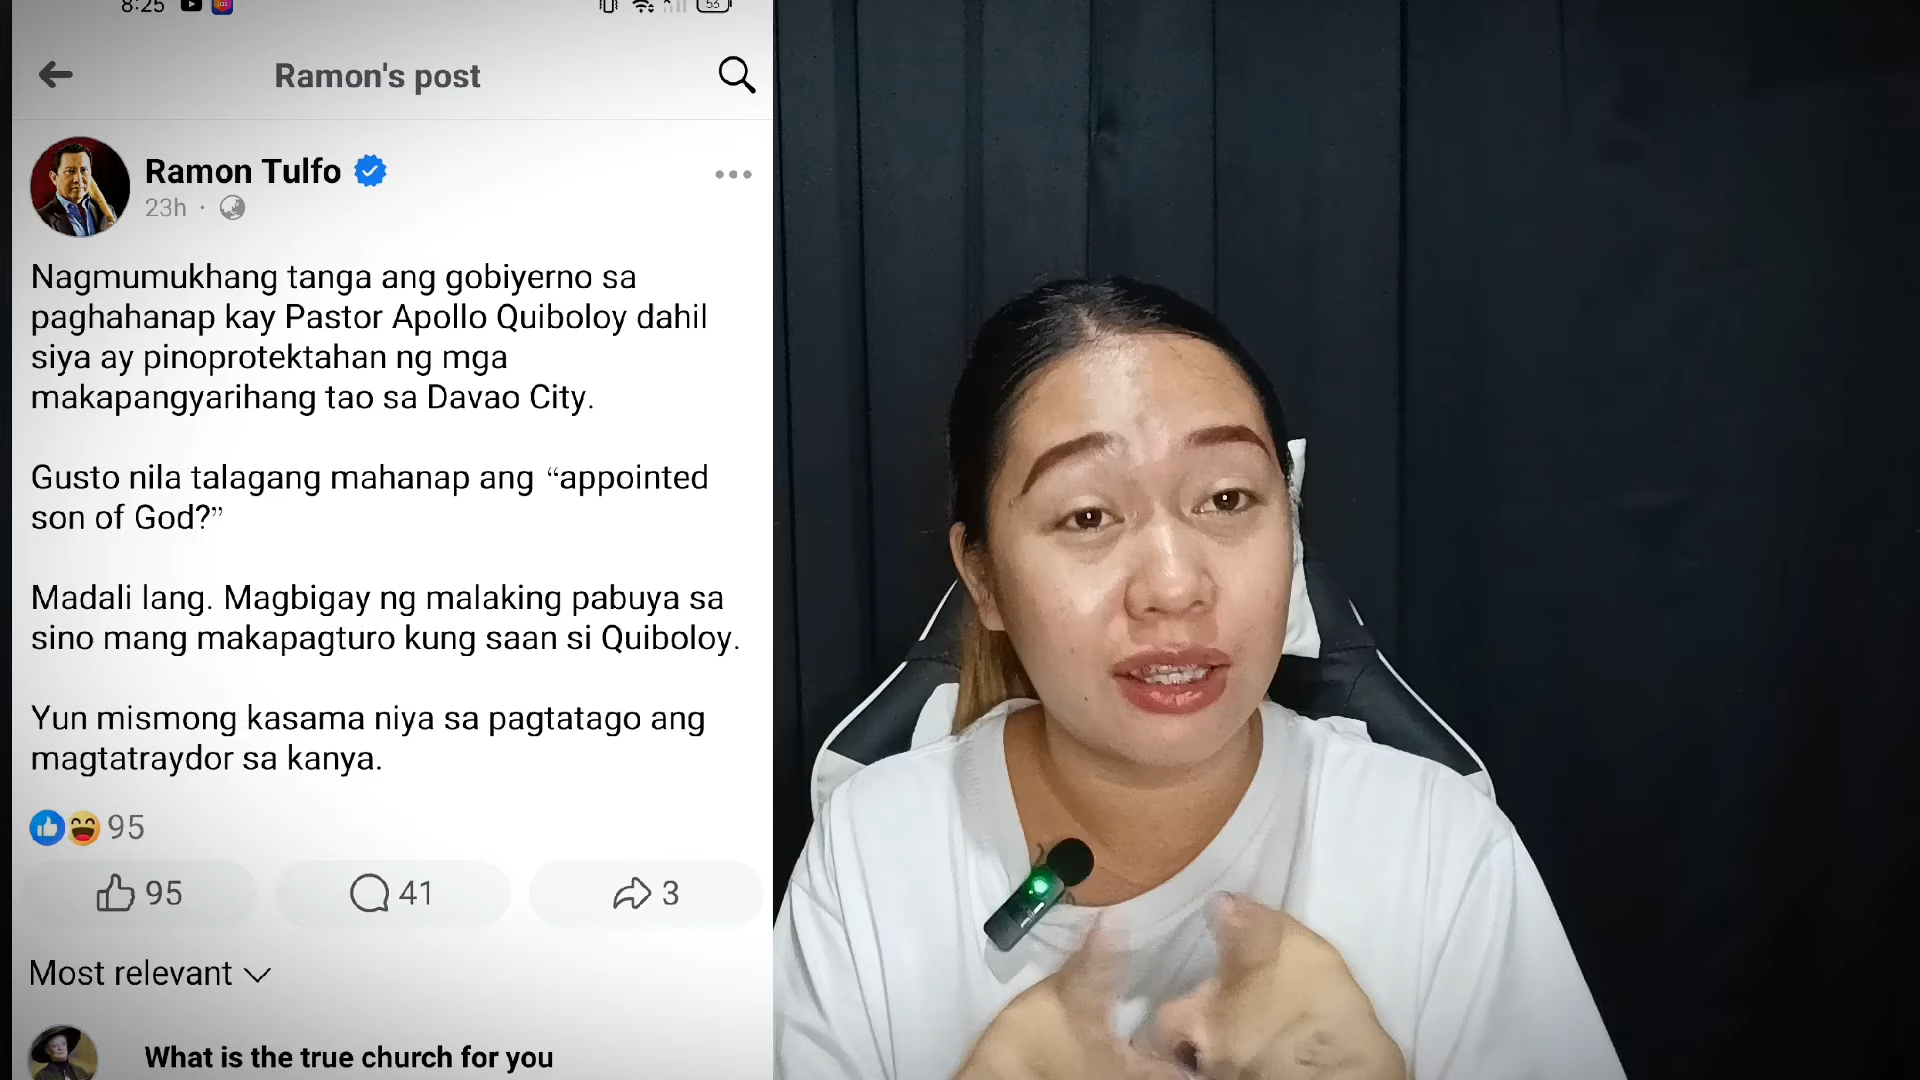 8:25
53
Ramon's post
Ramon Tulfo
23h ·
Nagmumukhang tanga ang gobiyerno sa
paghahanap kay Pastor Apollo Quiboloy dahil
siya ay pinoprotektahan ng mga
makapangyarihang tao sa Davao City.
Gusto nila talagang mahanap ang “appointed
son of God?”
Madali lang. Magbigay ng malaking pabuya sa
sino mang makapagturo kung saan si Quiboloy.
Yun mismong kasama niya sa pagtatago ang
magtatraydor sa kanya.
95
95
41
3
Most relevant
What is the true church for you